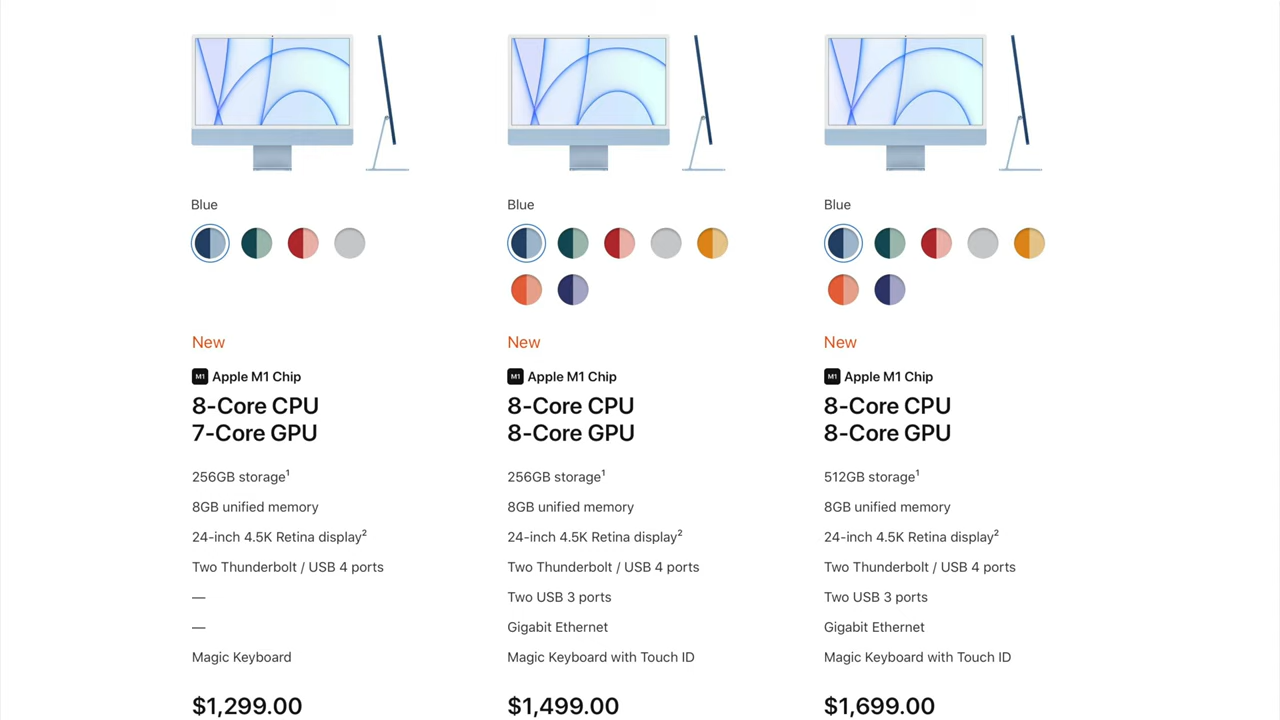 Blue
New
M1 Apple M1 Chip
8-Core CPU
7-Core GPU
256GB storage¹
8GB unified memory
24-inch 4.5K Retina display²
Two Thunderbolt / USB 4 ports
—
—
Magic Keyboard
$1,299.00
Blue
New
M1 Apple M1 Chip
8-Core CPU
8-Core GPU
256GB storage¹
8GB unified memory
24-inch 4.5K Retina display²
Two Thunderbolt / USB 4 ports
Two USB 3 ports
Gigabit Ethernet
Magic Keyboard with Touch ID
$1,499.00
Blue
New
M1 Apple M1 Chip
8-Core CPU
8-Core GPU
512GB storage¹
8GB unified memory
24-inch 4.5K Retina display²
Two Thunderbolt / USB 4 ports
Two USB 3 ports
Gigabit Ethernet
Magic Keyboard with Touch ID
$1,699.00